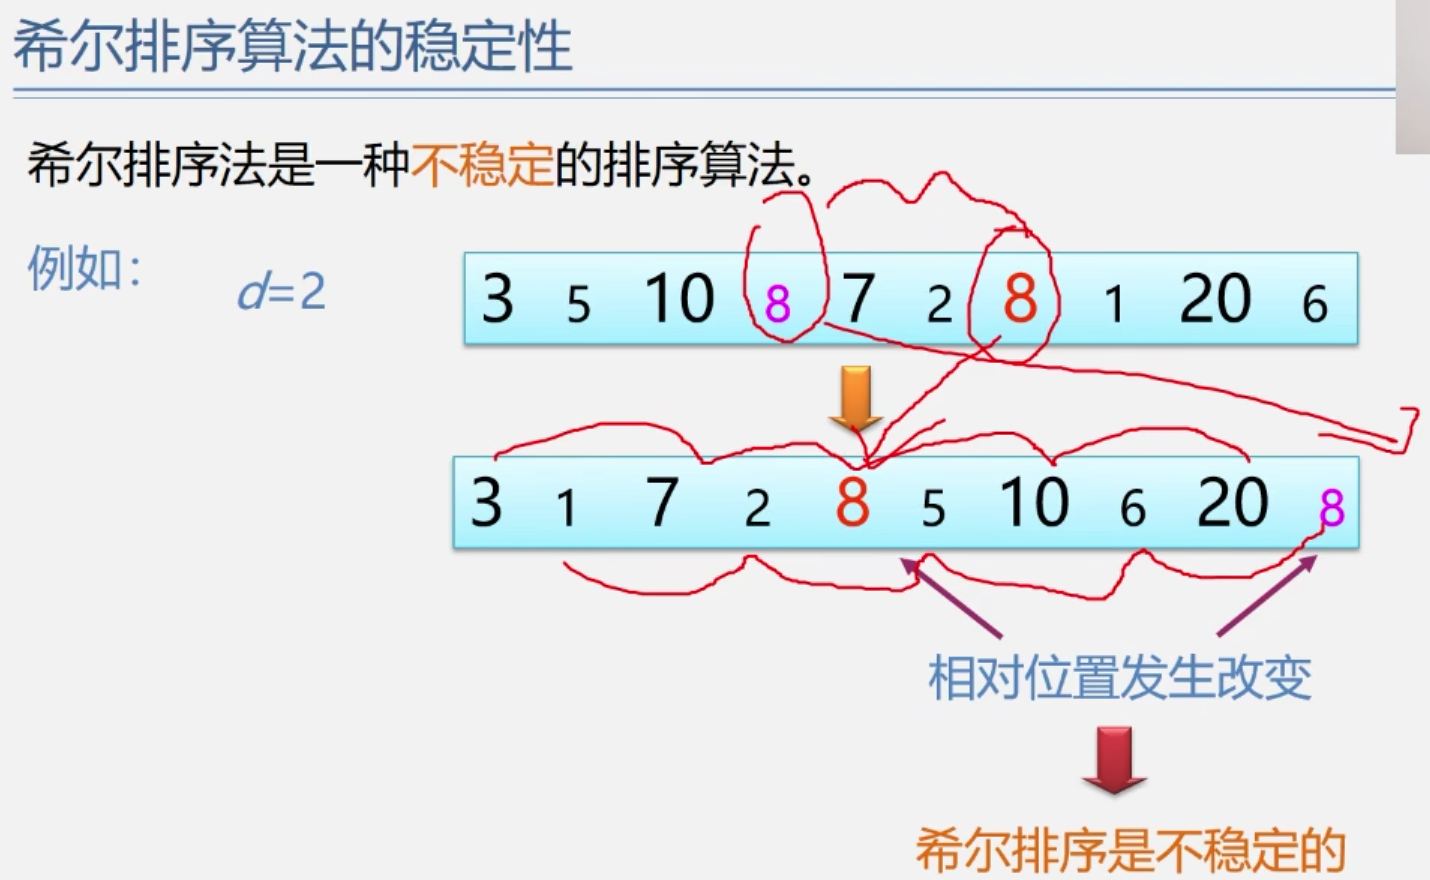 希尔排序算法的稳定性
希尔排序法是一种不稳定的排序算法。
例如：
d=2
3 5 10 8 7 2 8 1 20 6
3 1 7 2 8 5 10 6 20 8
相对位置发生改变
希尔排序是不稳定的